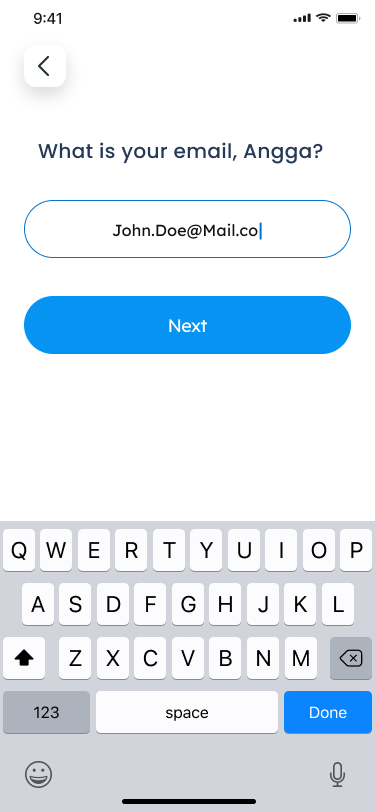 9:41
What is your email, Angga?
John.Doe@Mail.co
Next
Q W E R T Y U I O P
A S D F G H J K L
Z X C V B N M
123 space Done